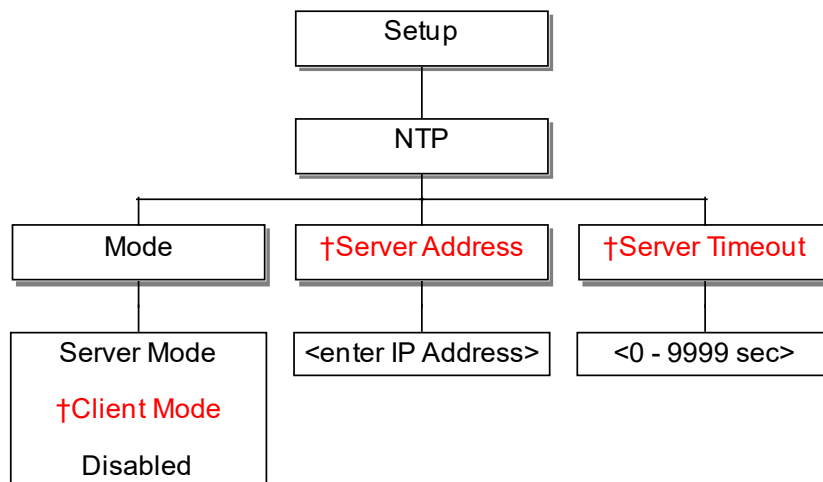 Setup
NTP
Mode
†Server Address
†Server Timeout
Server Mode
†Client Mode
Disabled
<enter IP Address>
<0 - 9999 sec>